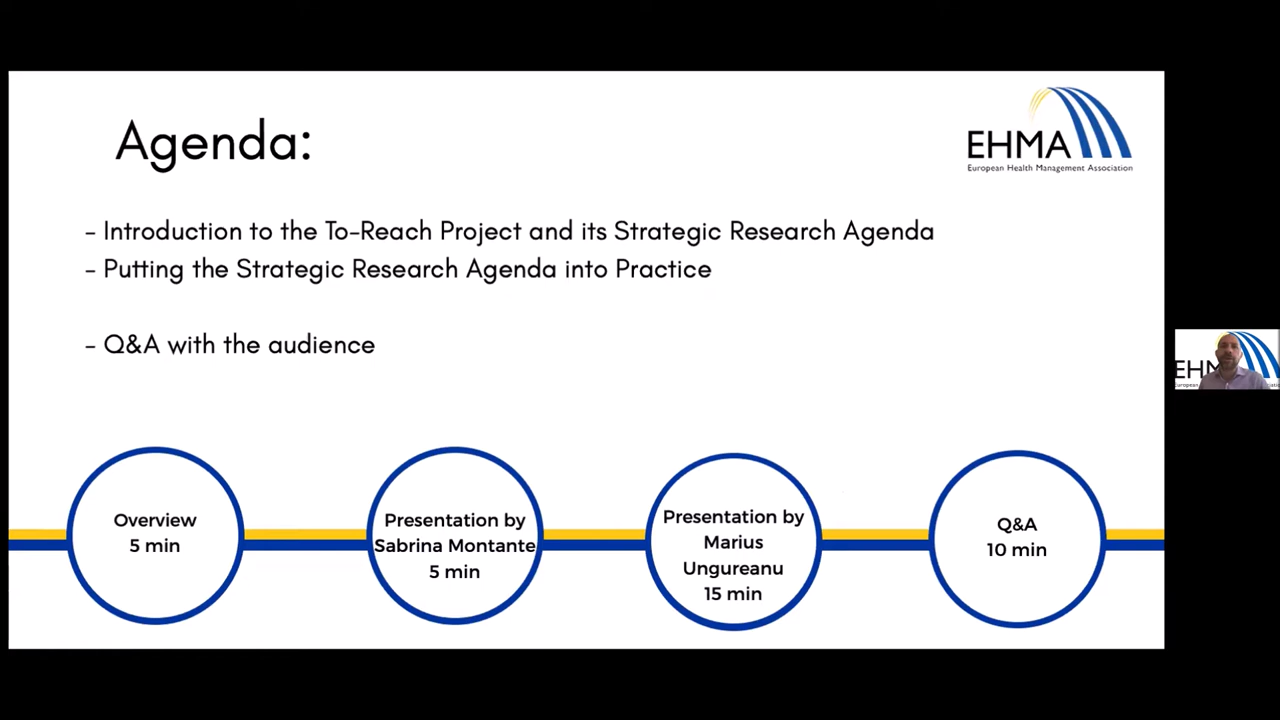 Agenda:
EHMA
European Health Management Association
- Introduction to the To-Reach Project and its Strategic Research Agenda
- Putting the Strategic Research Agenda into Practice
- Q&A with the audience
Overview
5 min
Presentation by
Sabrina Montante
5 min
Presentation by
Marius
Ungureanu
15 min
Q&A
10 min